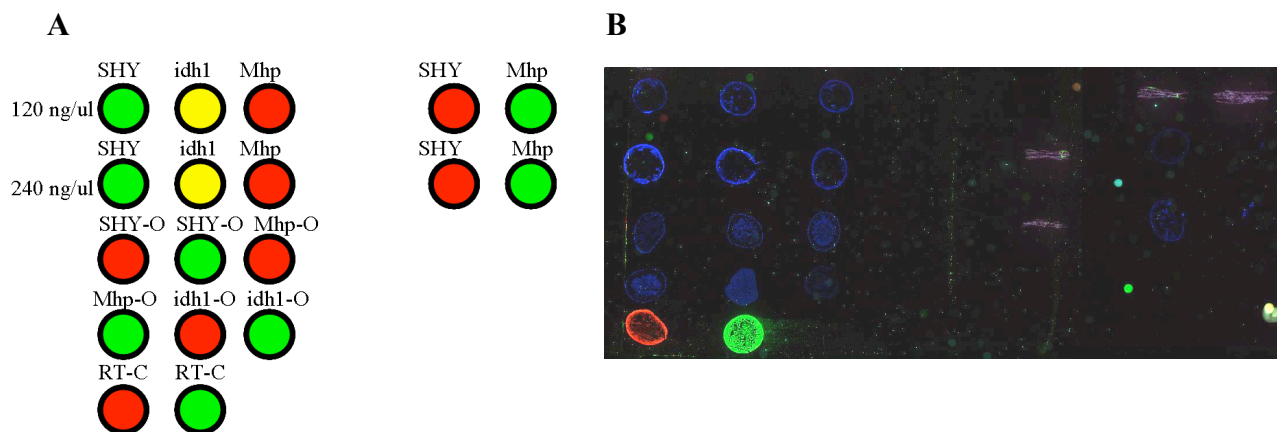 A
B
SHY idh1 Mhp SHY Mhp
120 ng/ul
SHY idh1 Mhp SHY Mhp
240 ng/ul
SHY-O SHY-O Mhp-O
Mhp-O idh1-O idh1-O
RT-C RT-C